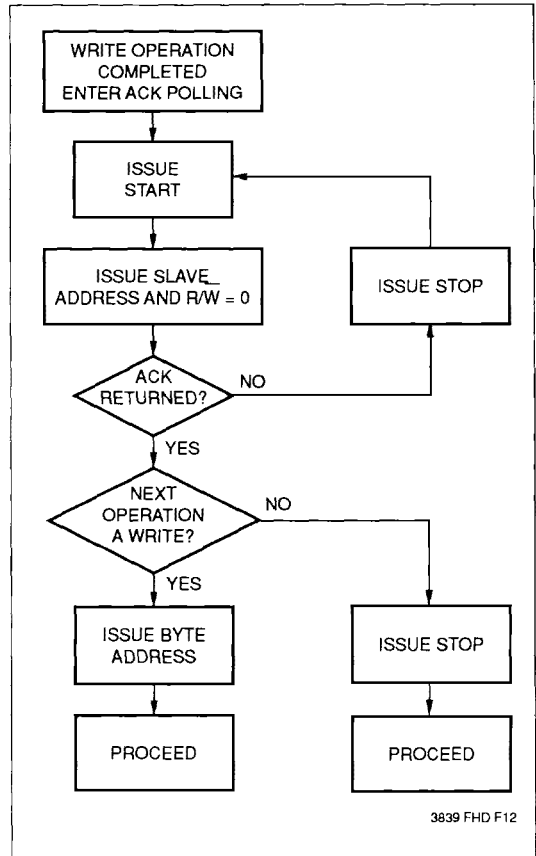 WRITE OPERATION
COMPLETED
ENTER ACK POLLING
ISSUE
START
ISSUE SLAVE
ADDRESS AND R/W̅ = 0
ISSUE STOP
ACK
RETURNED?
NO
YES
NEXT
OPERATION
A WRITE?
NO
YES
ISSUE BYTE
ADDRESS
ISSUE STOP
PROCEED
PROCEED
3839 FHD F12